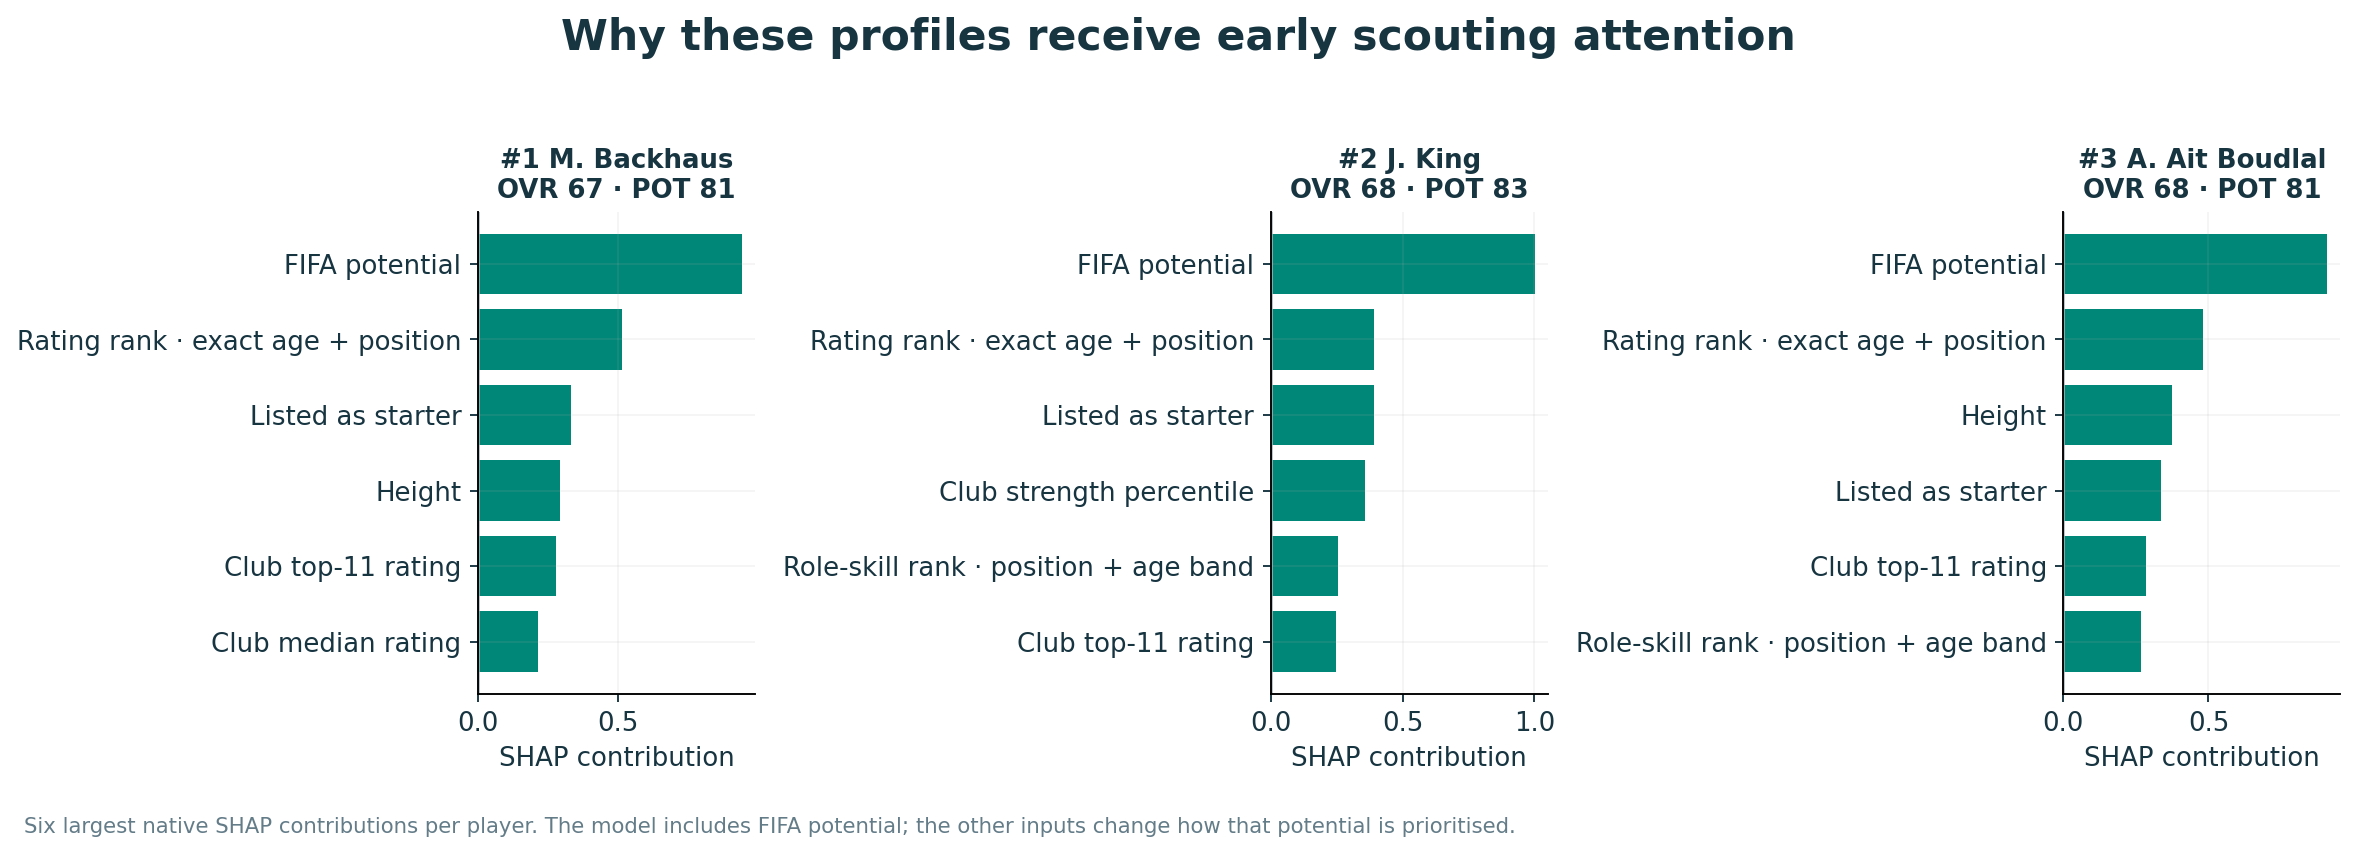 Why these profiles receive early scouting attention
#1 M. Backhaus
OVR 67 · POT 81
FIFA potential
Rating rank · exact age + position
Listed as starter
Height
Club top-11 rating
Club median rating
0.0 0.5
SHAP contribution
#2 J. King
OVR 68 · POT 83
FIFA potential
Rating rank · exact age + position
Listed as starter
Club strength percentile
Role-skill rank · position + age band
Club top-11 rating
0.0 0.5 1.0
SHAP contribution
#3 A. Ait Boudlal
OVR 68 · POT 81
FIFA potential
Rating rank · exact age + position
Height
Listed as starter
Club top-11 rating
Role-skill rank · position + age band
0.0 0.5
SHAP contribution
Six largest native SHAP contributions per player. The model includes FIFA potential; the other inputs change how that potential is prioritised.